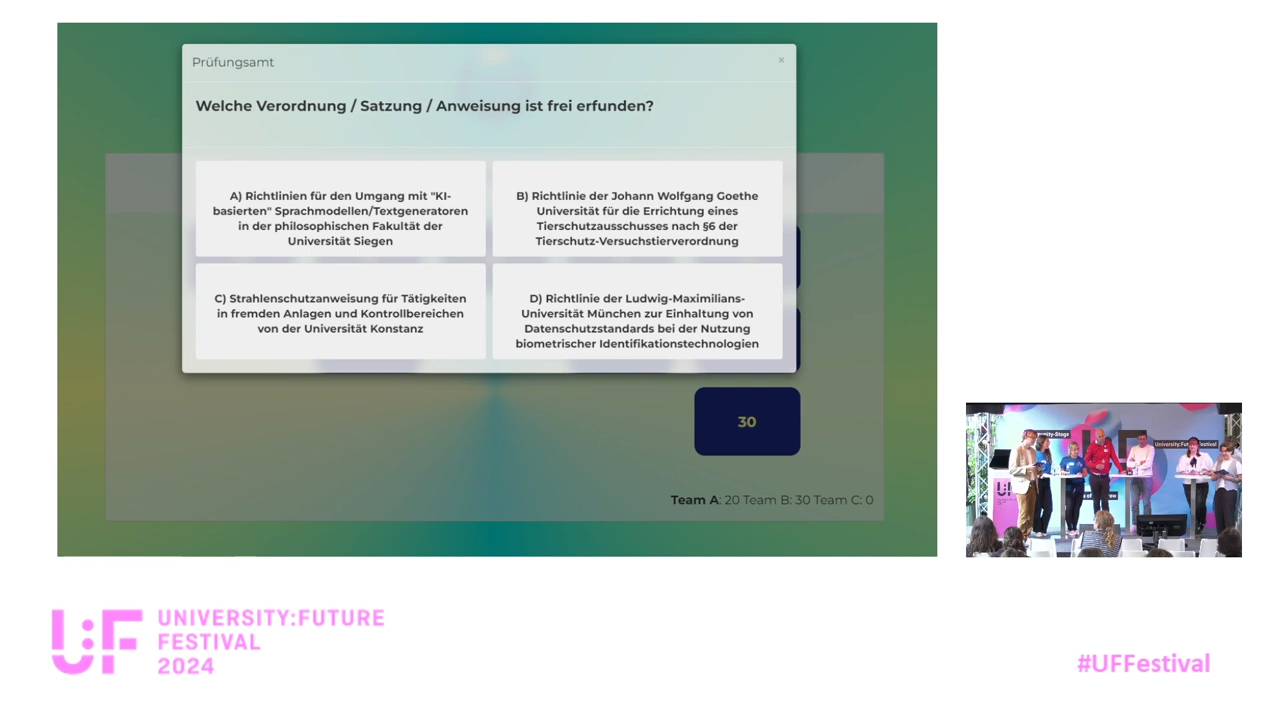 Prüfungsamt
×
Welche Verordnung / Satzung / Anweisung ist frei erfunden?
A) Richtlinien für den Umgang mit "KI-
basierten" Sprachmodellen/Textgeneratoren
in der philosophischen Fakultät der
Universität Siegen
B) Richtlinie der Johann Wolfgang Goethe
Universität für die Errichtung eines
Tierschutzausschusses nach §6 der
Tierschutz-Versuchstierverordnung
C) Strahlenschutzanweisung für Tätigkeiten
in fremden Anlagen und Kontrollbereichen
von der Universität Konstanz
D) Richtlinie der Ludwig-Maximilians-
Universität München zur Einhaltung von
Datenschutzstandards bei der Nutzung
biometrischer Identifikationstechnologien
30
Team A: 20 Team B: 30 Team C: 0
U:F
UNIVERSITY:FUTURE
FESTIVAL
2024
#UFFestival